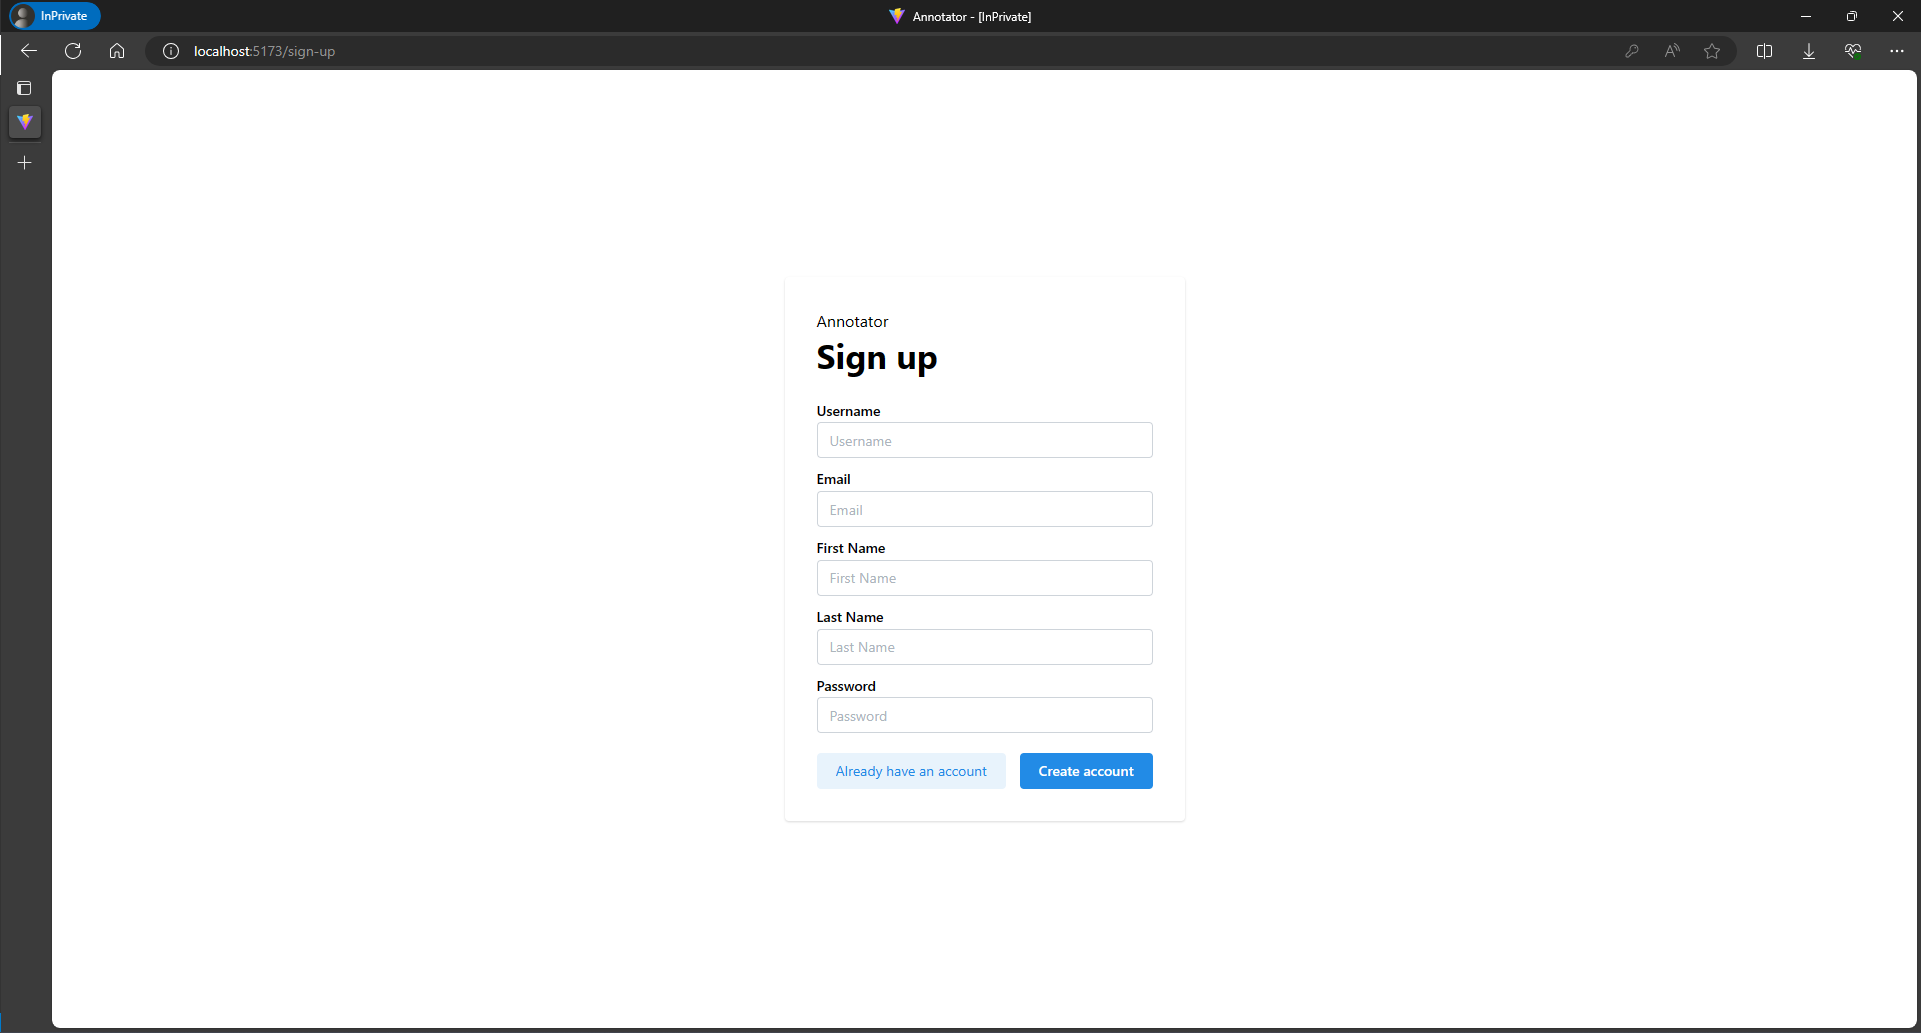 InPrivate
Annotator - [InPrivate]
localhost:5173/sign-up
Annotator
Sign up
Username
Username
Email
Email
First Name
First Name
Last Name
Last Name
Password
Password
Already have an account
Create account